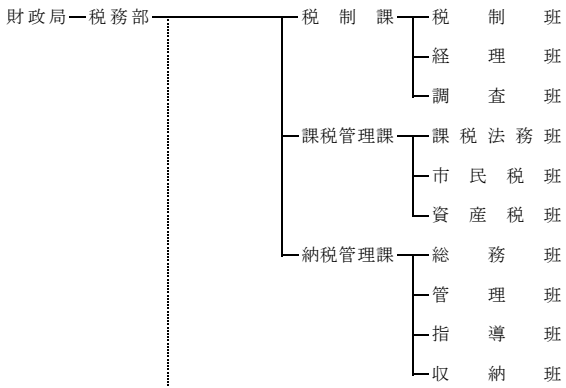 財政局 税務部 税制課 税制班
経理班
調査班
課税管理課 課税法務班
市民税班
資産税班
納税管理課 総務班
管理班
指導班
収納班